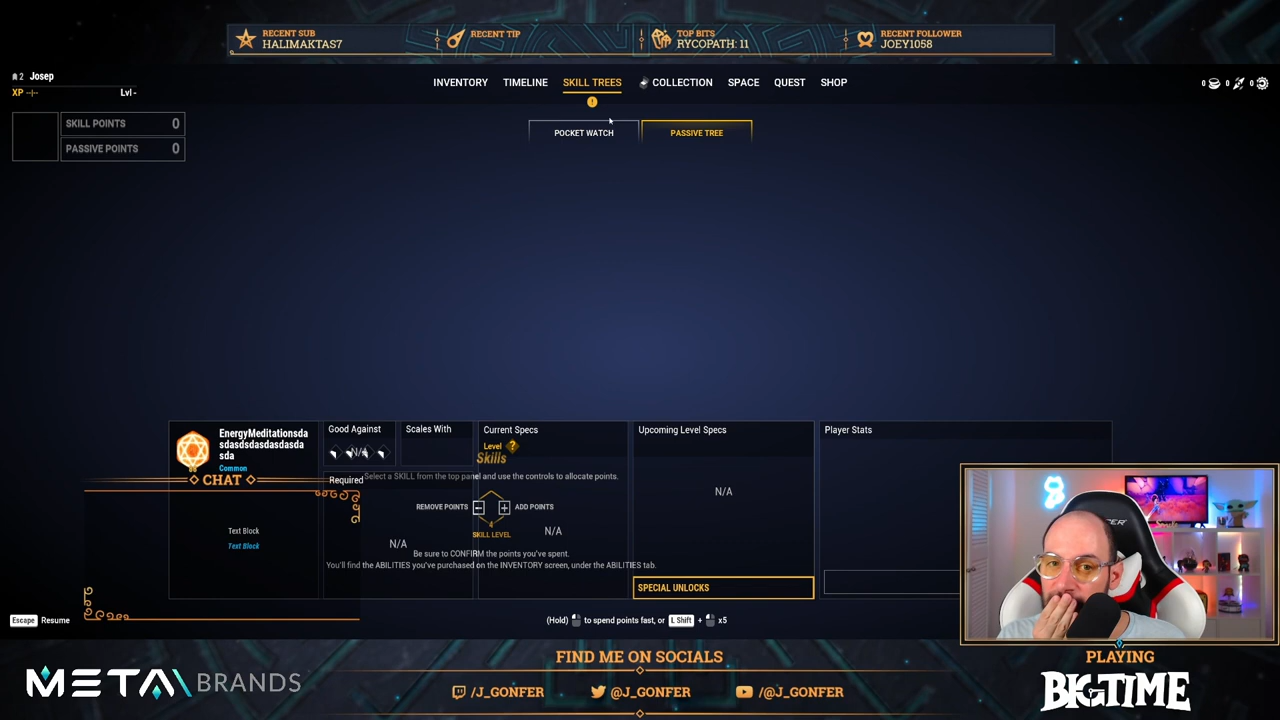 RECENT SUB
HALIMAKTAS7
RECENT TIP
TOP BITS
RYCOPATH: 11
RECENT FOLLOWER
JOEY1058
2 Josep
XP -|-
Lvl -
INVENTORY
TIMELINE
SKILL TREES
COLLECTION
SPACE
QUEST
SHOP
0 0 0
!
SKILL POINTS 0
PASSIVE POINTS 0
POCKET WATCH
PASSIVE TREE
EnergyMeditationsda
sdasdsdasdasdasda
sda
Common
CHAT
Text Block
Text Block
Good Against
N/A
Scales With
Required
N/A
Current Specs
Level ?
Skills
Select a SKILL from the top panel and use the controls to allocate points.
REMOVE POINTS - + ADD POINTS
4
SKILL LEVEL
N/A
Be sure to CONFIRM the points you've spent.
You'll find the ABILITIES you've purchased on the INVENTORY screen, under the ABILITIES tab.
Upcoming Level Specs
N/A
SPECIAL UNLOCKS
Player Stats
Escape Resume
(Hold) to spend points fast, or L Shift + x5
META BRANDS
FIND ME ON SOCIALS
/J_GONFER
@J_GONFER
/@J_GONFER
PLAYING
BIGTIME